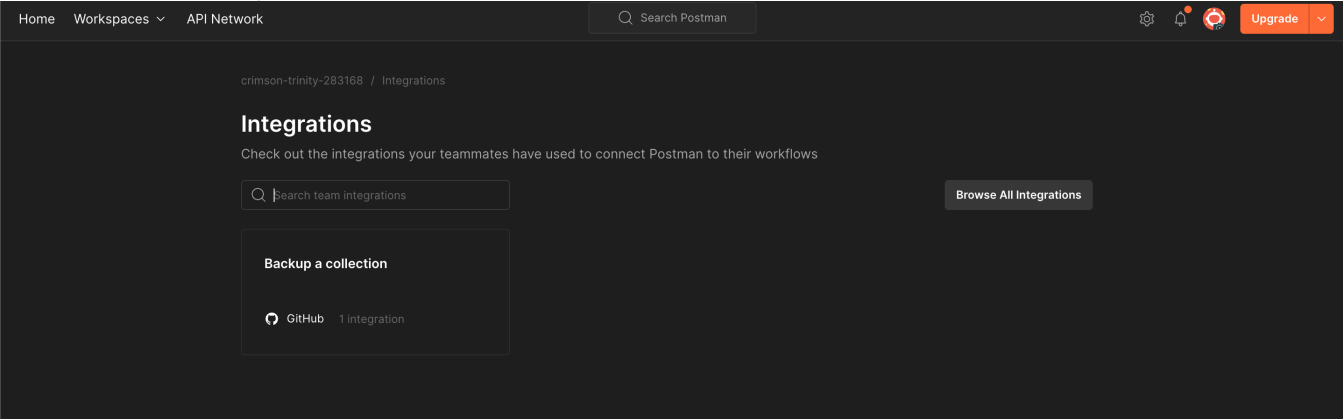 Home Workspaces API Network Search Postman Upgrade
crimson-trinity-283168 / Integrations
Integrations
Check out the integrations your teammates have used to connect Postman to their workflows
Search team integrations Browse All Integrations
Backup a collection
GitHub 1 integration